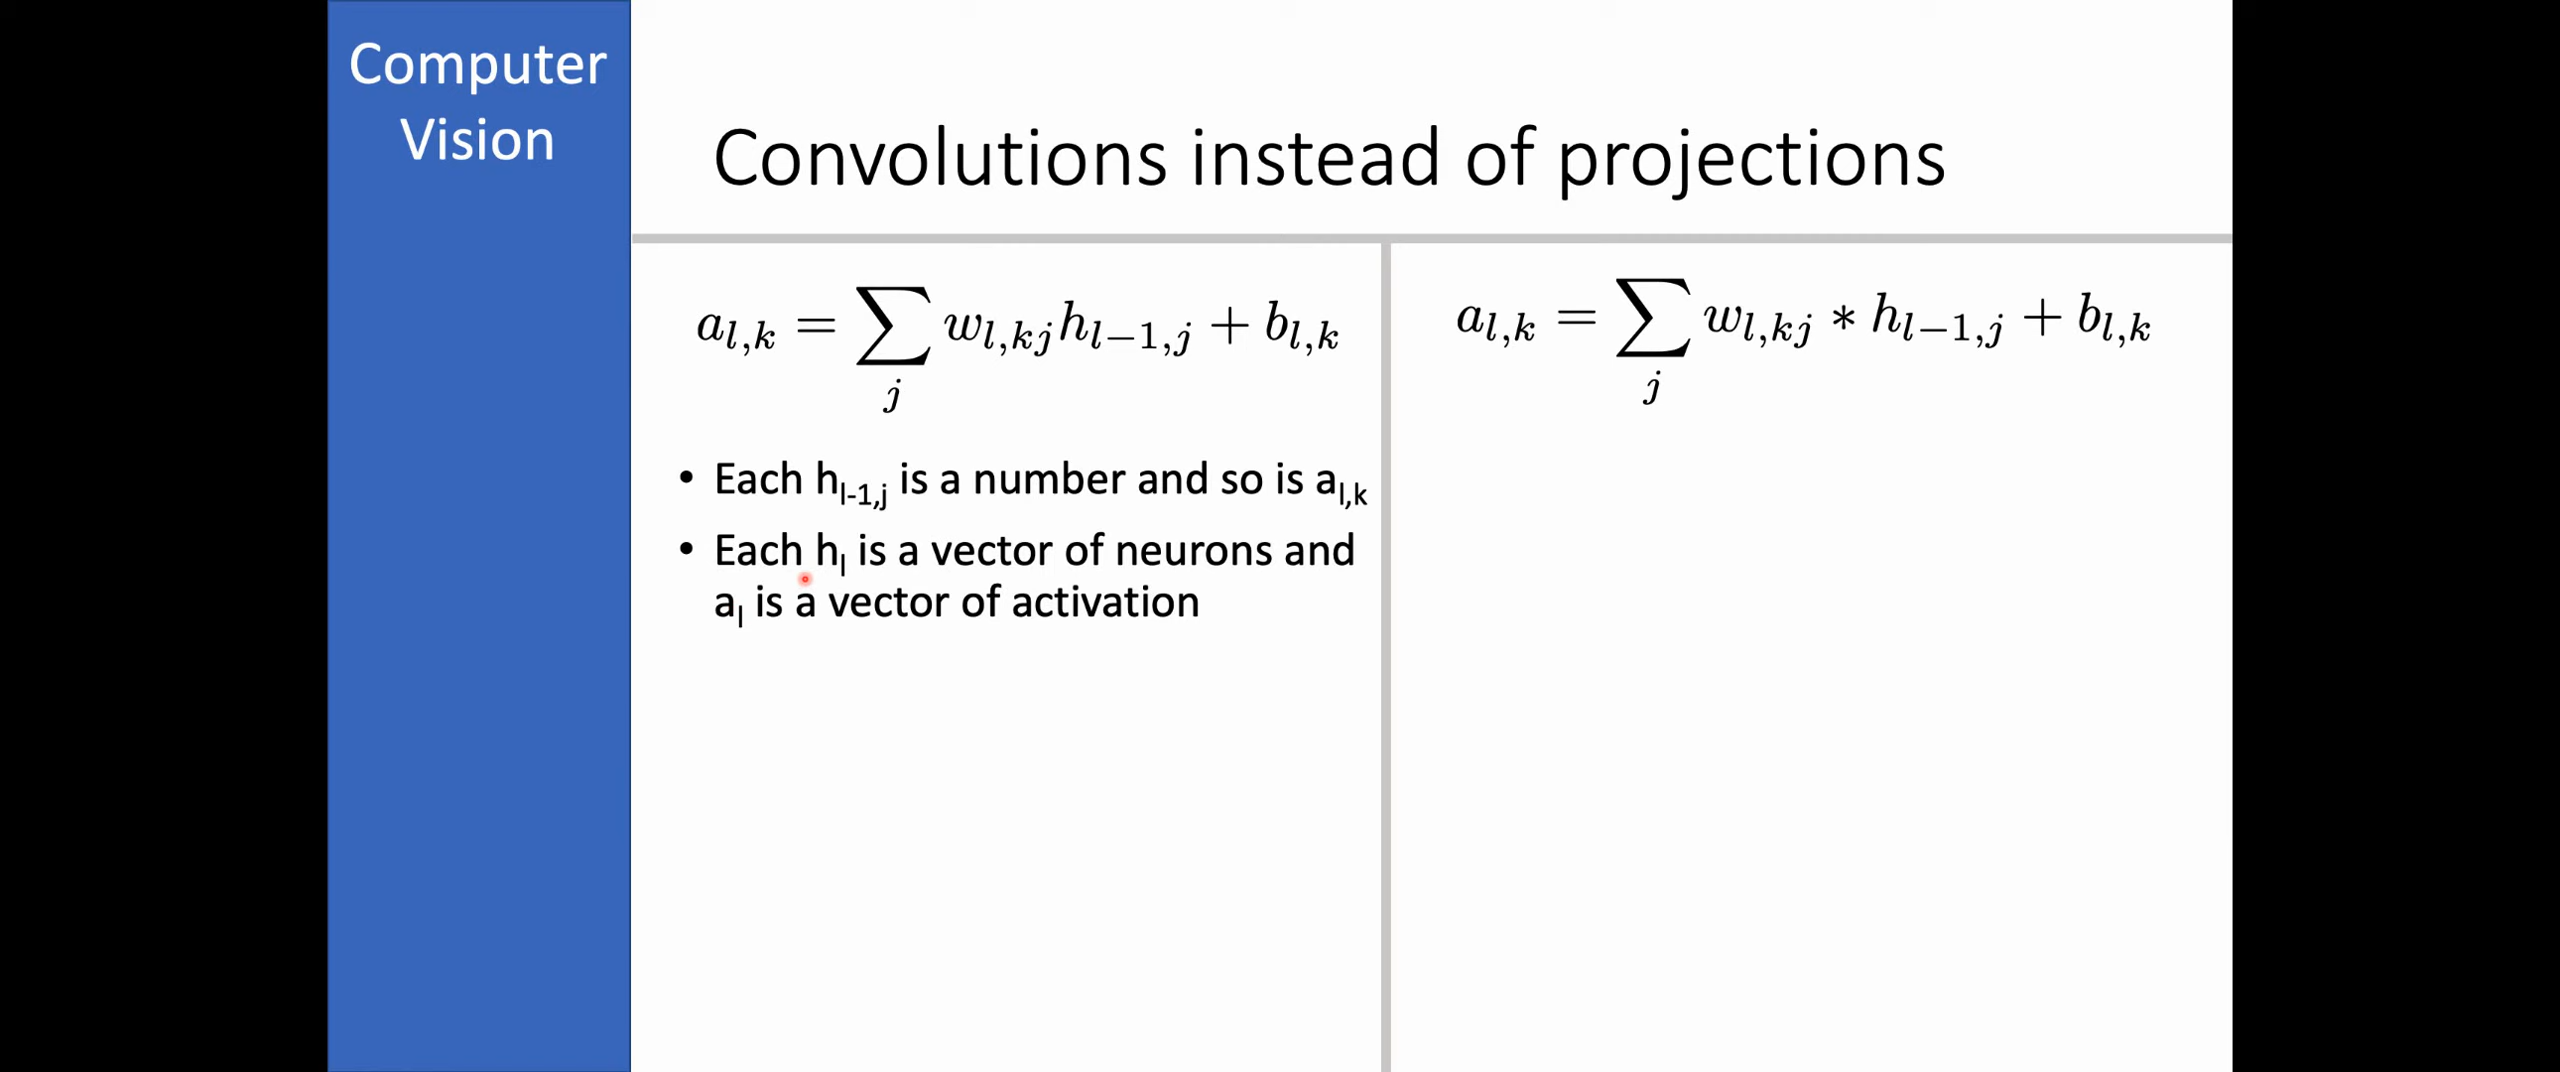 Computer
Vision
Convolutions instead of projections
a_{l,k} = \sum_j w_{l,kj} h_{l-1,j} + b_{l,k}
• Each h_{l-1,j} is a number and so is a_{l,k}
• Each h_l is a vector of neurons and
a_l is a vector of activation
a_{l,k} = \sum_j w_{l,kj} * h_{l-1,j} + b_{l,k}